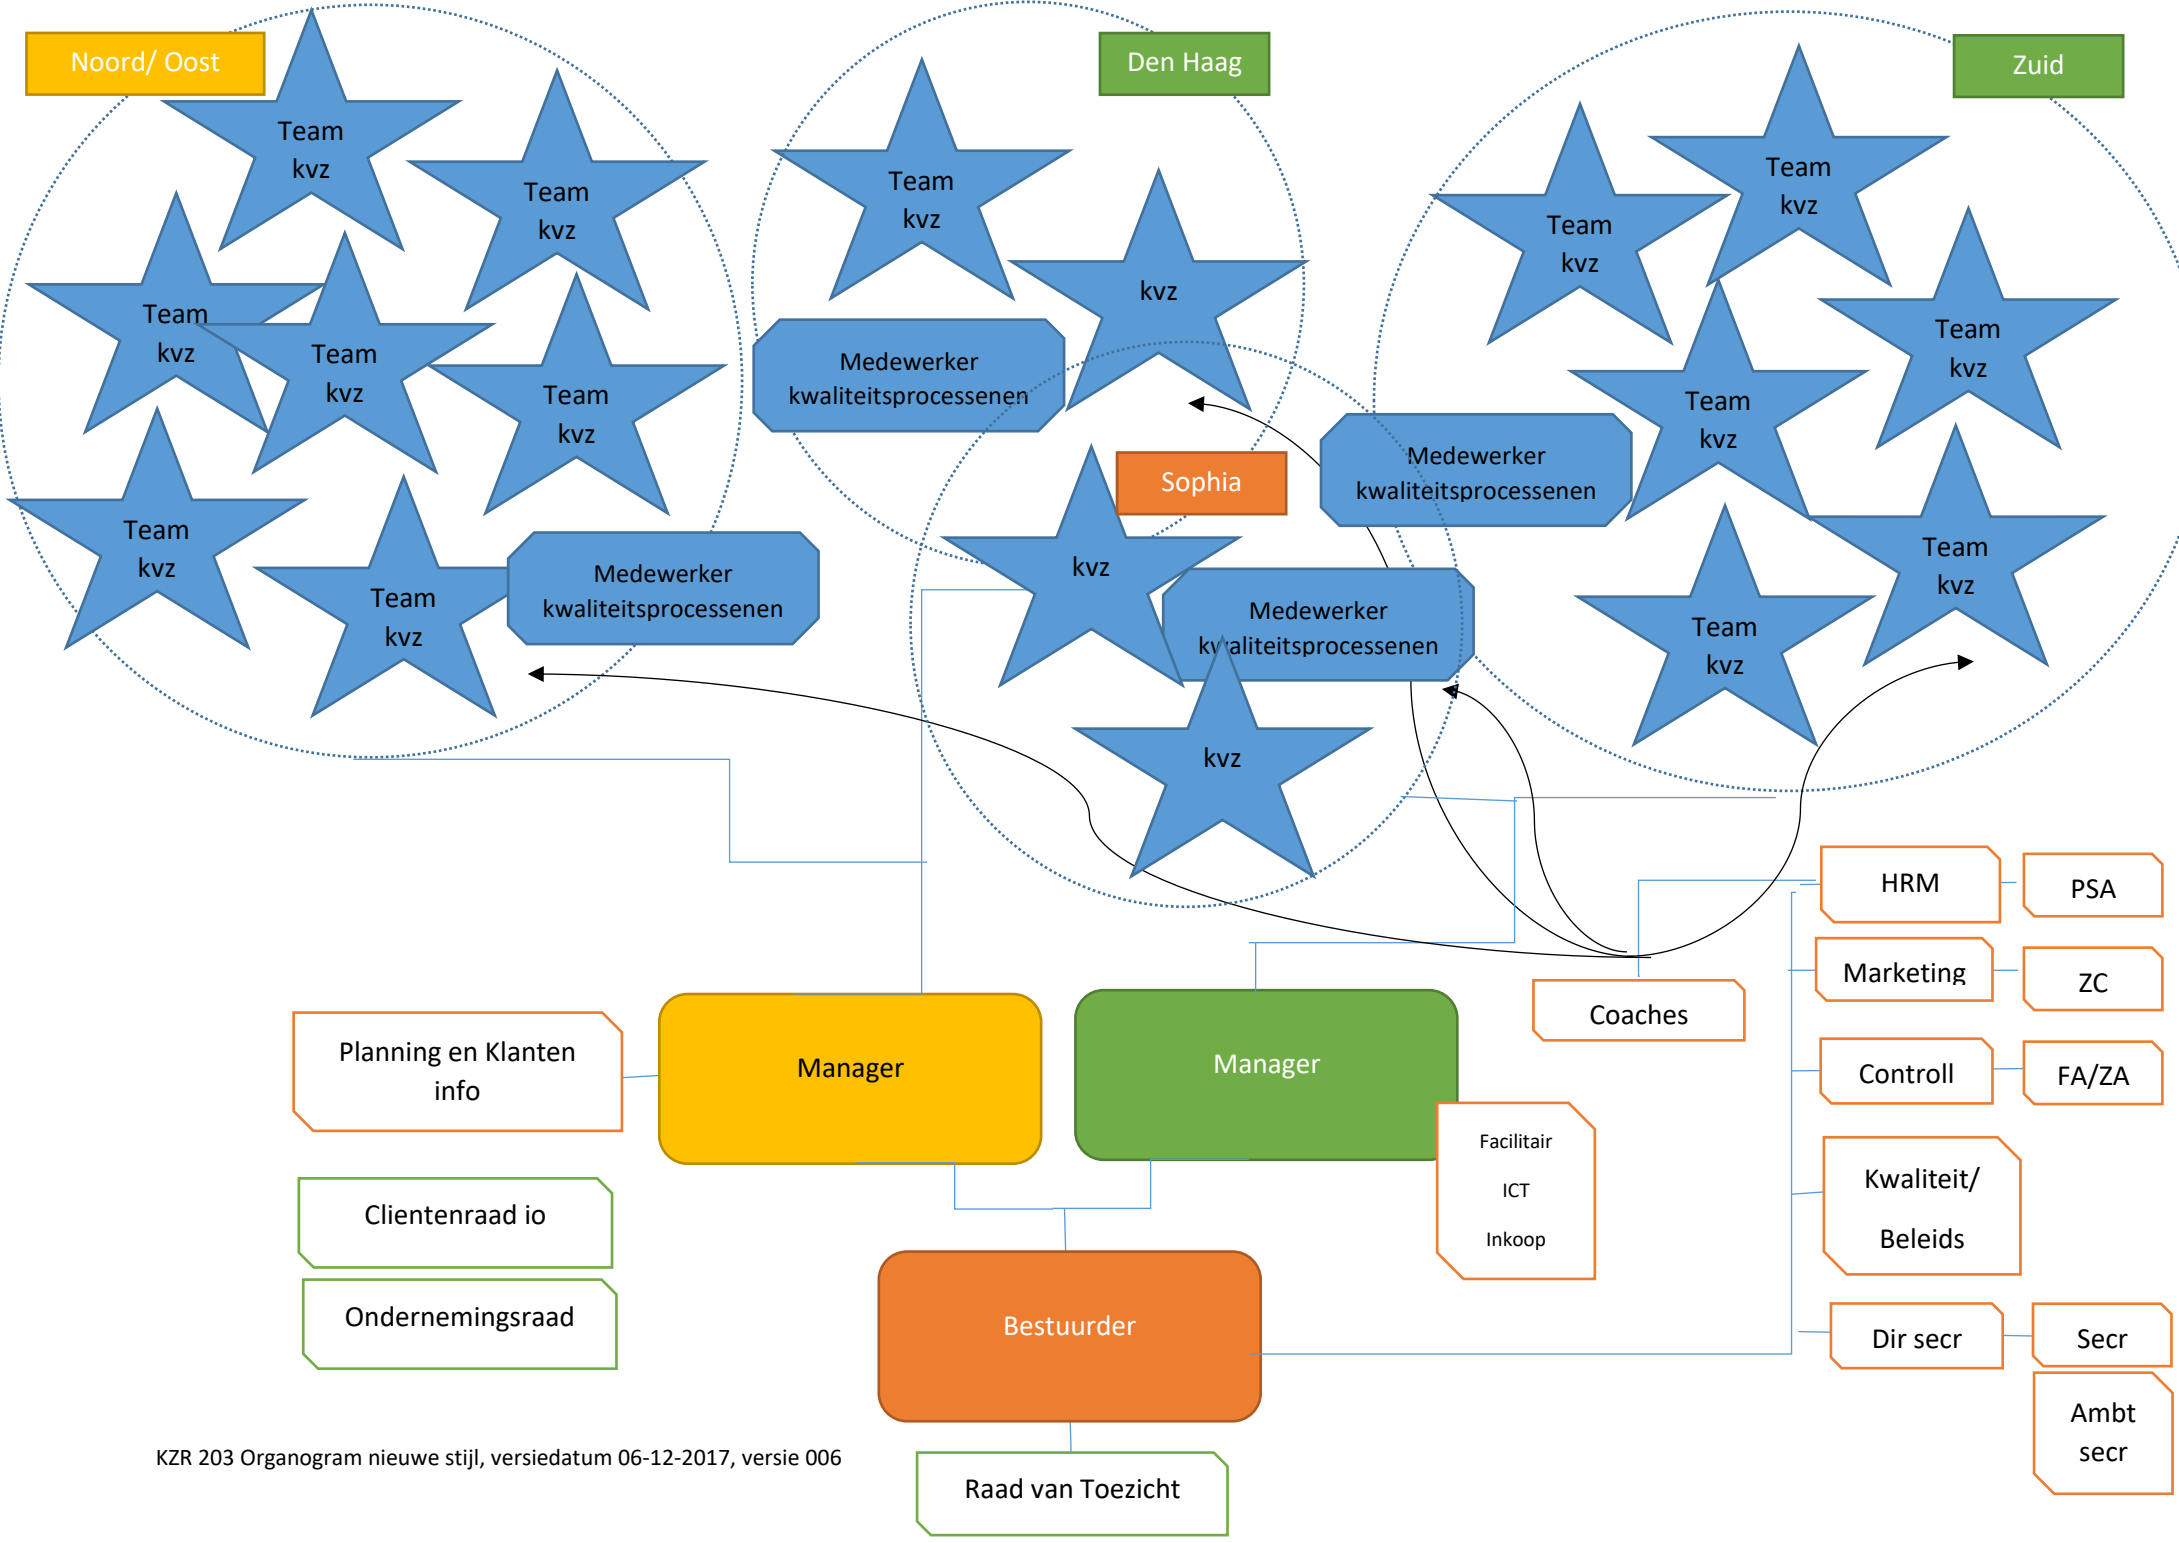 Noord/ Oost
Den Haag
Zuid
Team
kvz
Team
kvz
Team
kvz
Team
kvz
Team
kvz
Team
kvz
Team
kvz
Medewerker
kwaliteitsprocessenen
Team
kvz
kvz
Medewerker
kwaliteitsprocessenen
Sophia
kvz
Medewerker
kwaliteitsprocessenen
kvz
Team
kvz
Team
kvz
Team
kvz
Team
kvz
Medewerker
kwaliteitsprocessenen
Team
kvz
Team
kvz
HRM
PSA
Marketing
ZC
Coaches
Controll
FA/ZA
Planning en Klanten
info
Manager
Manager
Facilitair
ICT
Inkoop
Kwaliteit/
Beleids
Clientenraad io
Ondernemingsraad
Bestuurder
Dir secr
Secr
Ambt
secr
KZR 203 Organogram nieuwe stijl, versiedatum 06-12-2017, versie 006
Raad van Toezicht